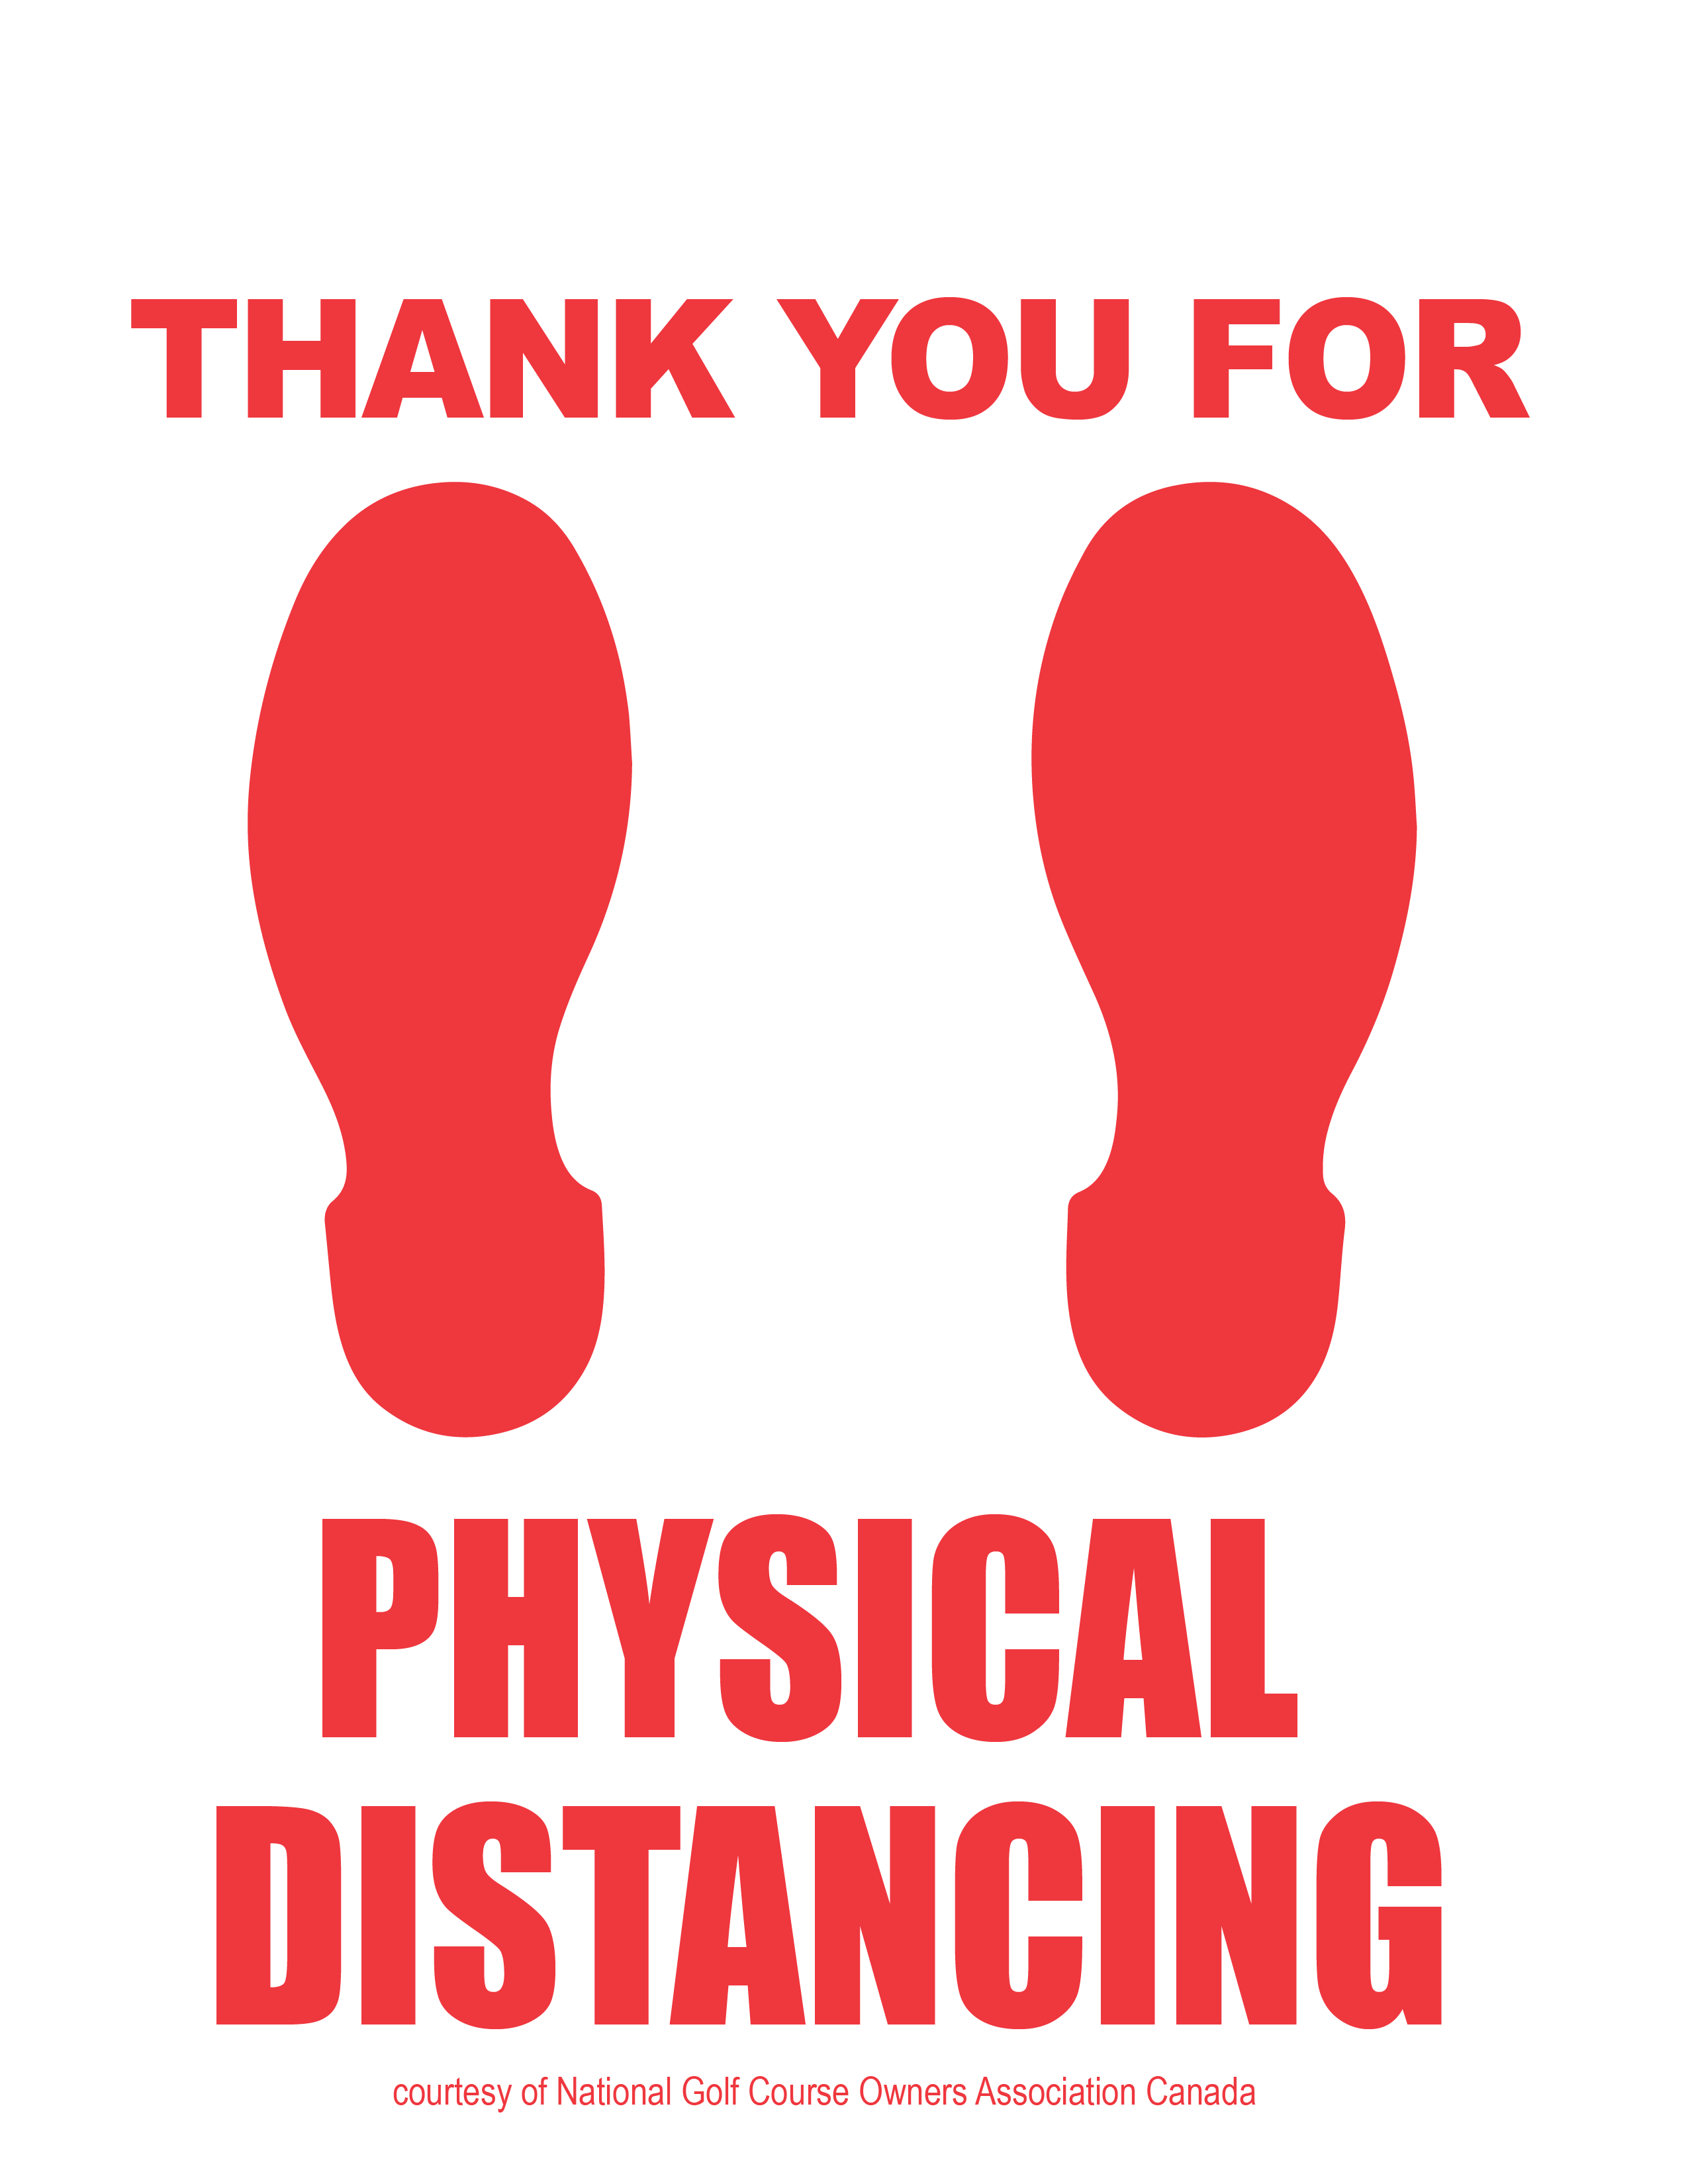 THANK YOU FOR
PHYSICAL
DISTANCING
courtesy of National Golf Course Owners Association Canada